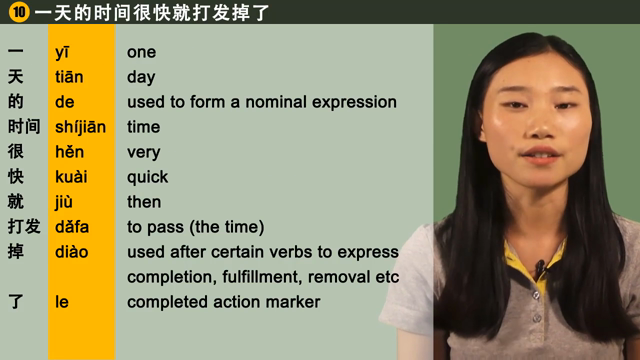 10 一天的时间很快就打发掉了
一 yī one
天 tiān day
的 de used to form a nominal expression
时间 shíjiān time
很 hěn very
快 kuài quick
就 jiù then
打发 dǎfa to pass (the time)
掉 diào used after certain verbs to express
completion, fulfillment, removal etc
了 le completed action marker